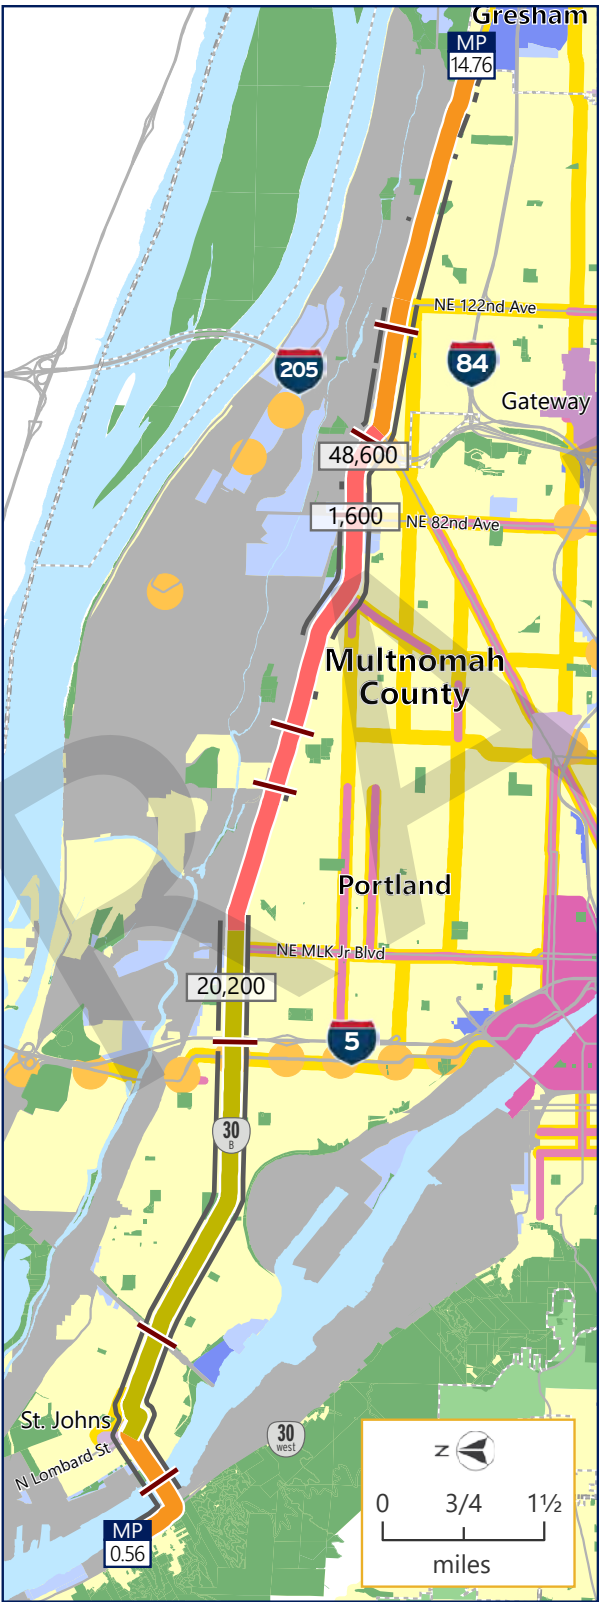 Gresham
MP
14.76
NE 122nd Ave
205
84
Gateway
48,600
1,600
NE 82nd Ave
Multnomah
County
Portland
NE MLK Jr Blvd
20,200
5
30
B
St. Johns
N Lombard St
30
west
N
0 3/4 1½
miles
MP
0.56